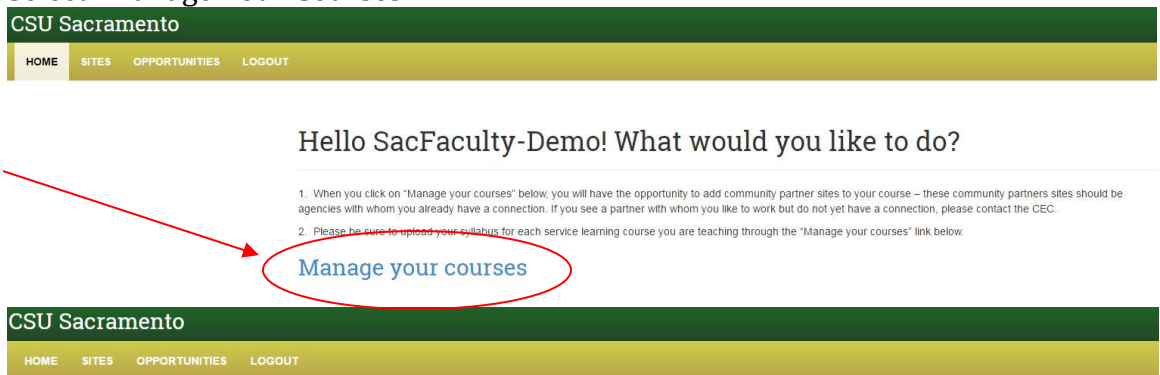 CSU Sacramento
HOME SITES OPPORTUNITIES LOGOUT
Hello SacFaculty-Demo! What would you like to do?
1. When you click on “Manage your courses” below, you will have the opportunity to add community partner sites to your course – these community partners sites should be
agencies with whom you already have a connection. If you see a partner with whom you like to work but do not yet have a connection, please contact the CEC.
2. Please be sure to upload your syllabus for each service learning course you are teaching through the “Manage your courses” link below.
Manage your courses
CSU Sacramento
HOME SITES OPPORTUNITIES LOGOUT